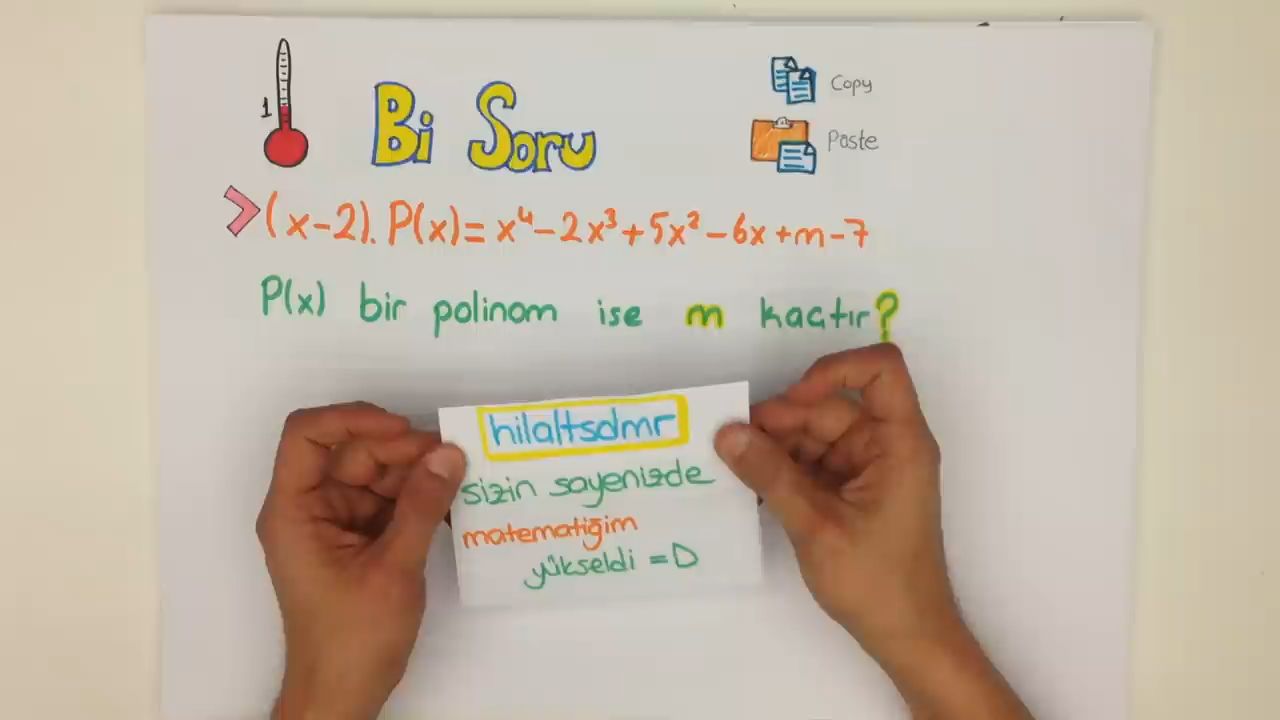 1
Bi Soru
Copy
Paste
(x-2). P(x)= x⁴-2x³+5x²-6x+m-7
P(x) bir polinom ise m kaçtır?
hilaltsdmr
sizin sayenizde
matematiğim
yükseldi =D